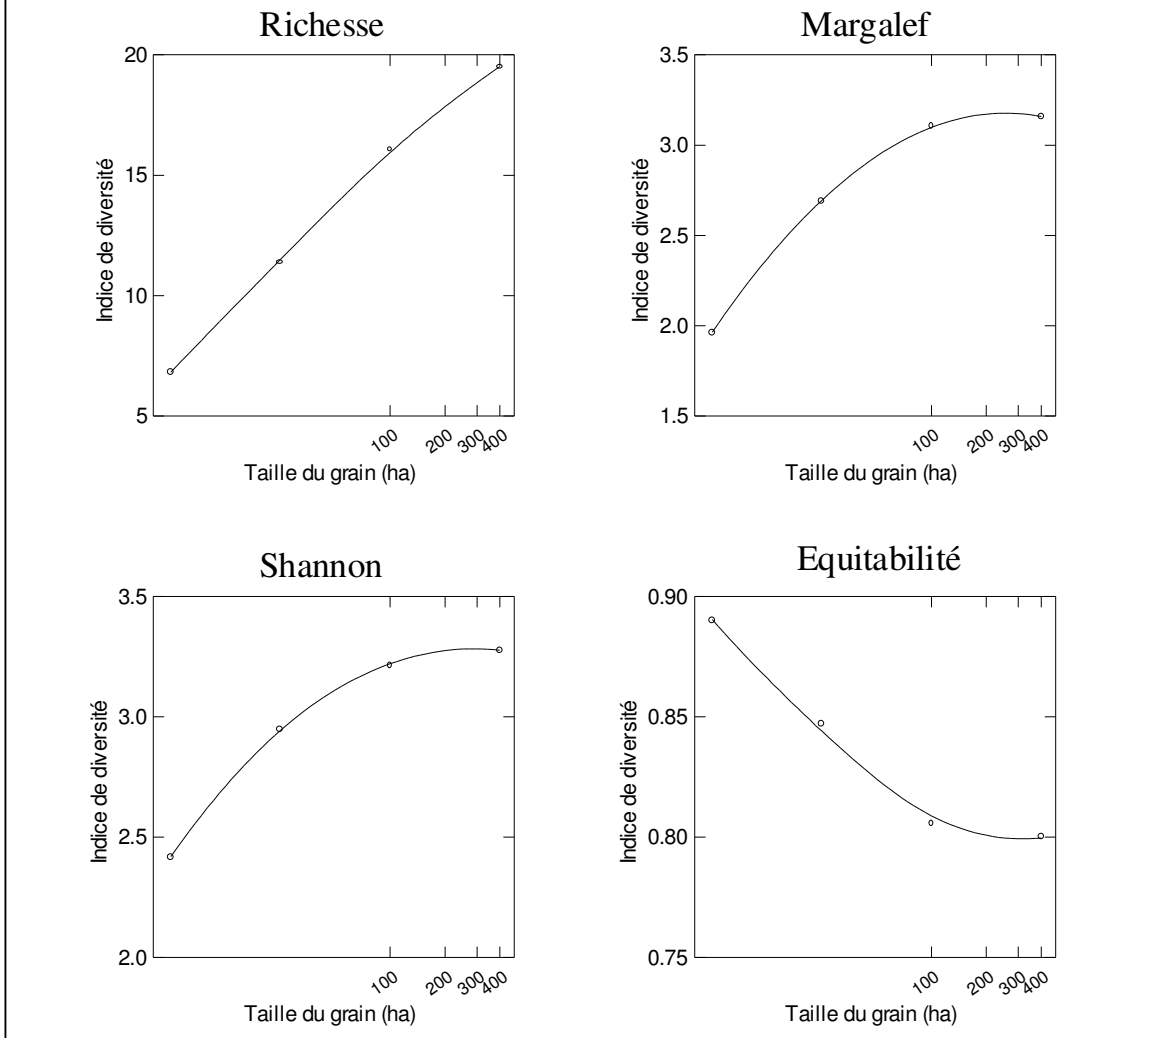 Richesse
20
15
10
5
Indice de diversité
100 200 300 400
Taille du grain (ha)
Margalef
3.5
3.0
2.5
2.0
1.5
Indice de diversité
100 200 300 400
Taille du grain (ha)
Shannon
3.5
3.0
2.5
2.0
Indice de diversité
100 200 300 400
Taille du grain (ha)
Equitabilité
0.90
0.85
0.80
0.75
Indice de diversité
100 200 300 400
Taille du grain (ha)